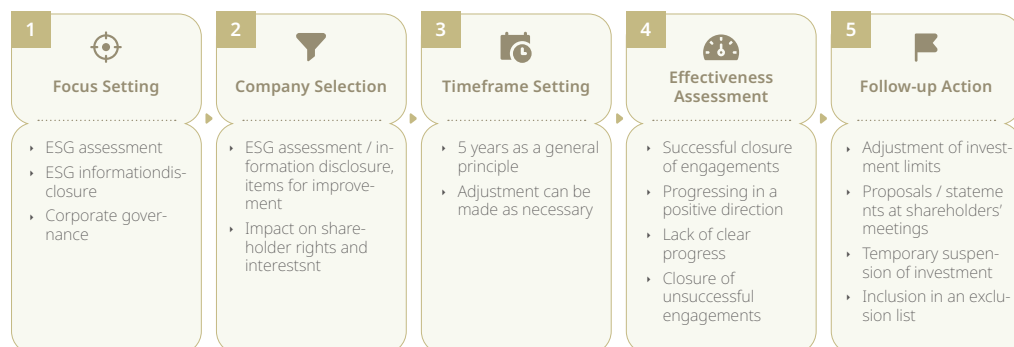 1
Focus Setting
ESG assessment
ESG informationdis-
closure
Corporate gover-
nance
2
Company Selection
ESG assessment / in-
formation disclosure,
items for improve-
ment
Impact on share-
holder rights and
interestsnt
3
Timeframe Setting
5 years as a general
principle
Adjustment can be
made as necessary
4
Effectiveness
Assessment
Successful closure
of engagements
Progressing in a
positive direction
Lack of clear
progress
Closure of
unsuccessful
engagements
5
Follow-up Action
Adjustment of invest-
ment limits
Proposals / stateme
nts at shareholders’
meetings
Temporary suspen-
sion of investment
Inclusion in an exclu-
sion list